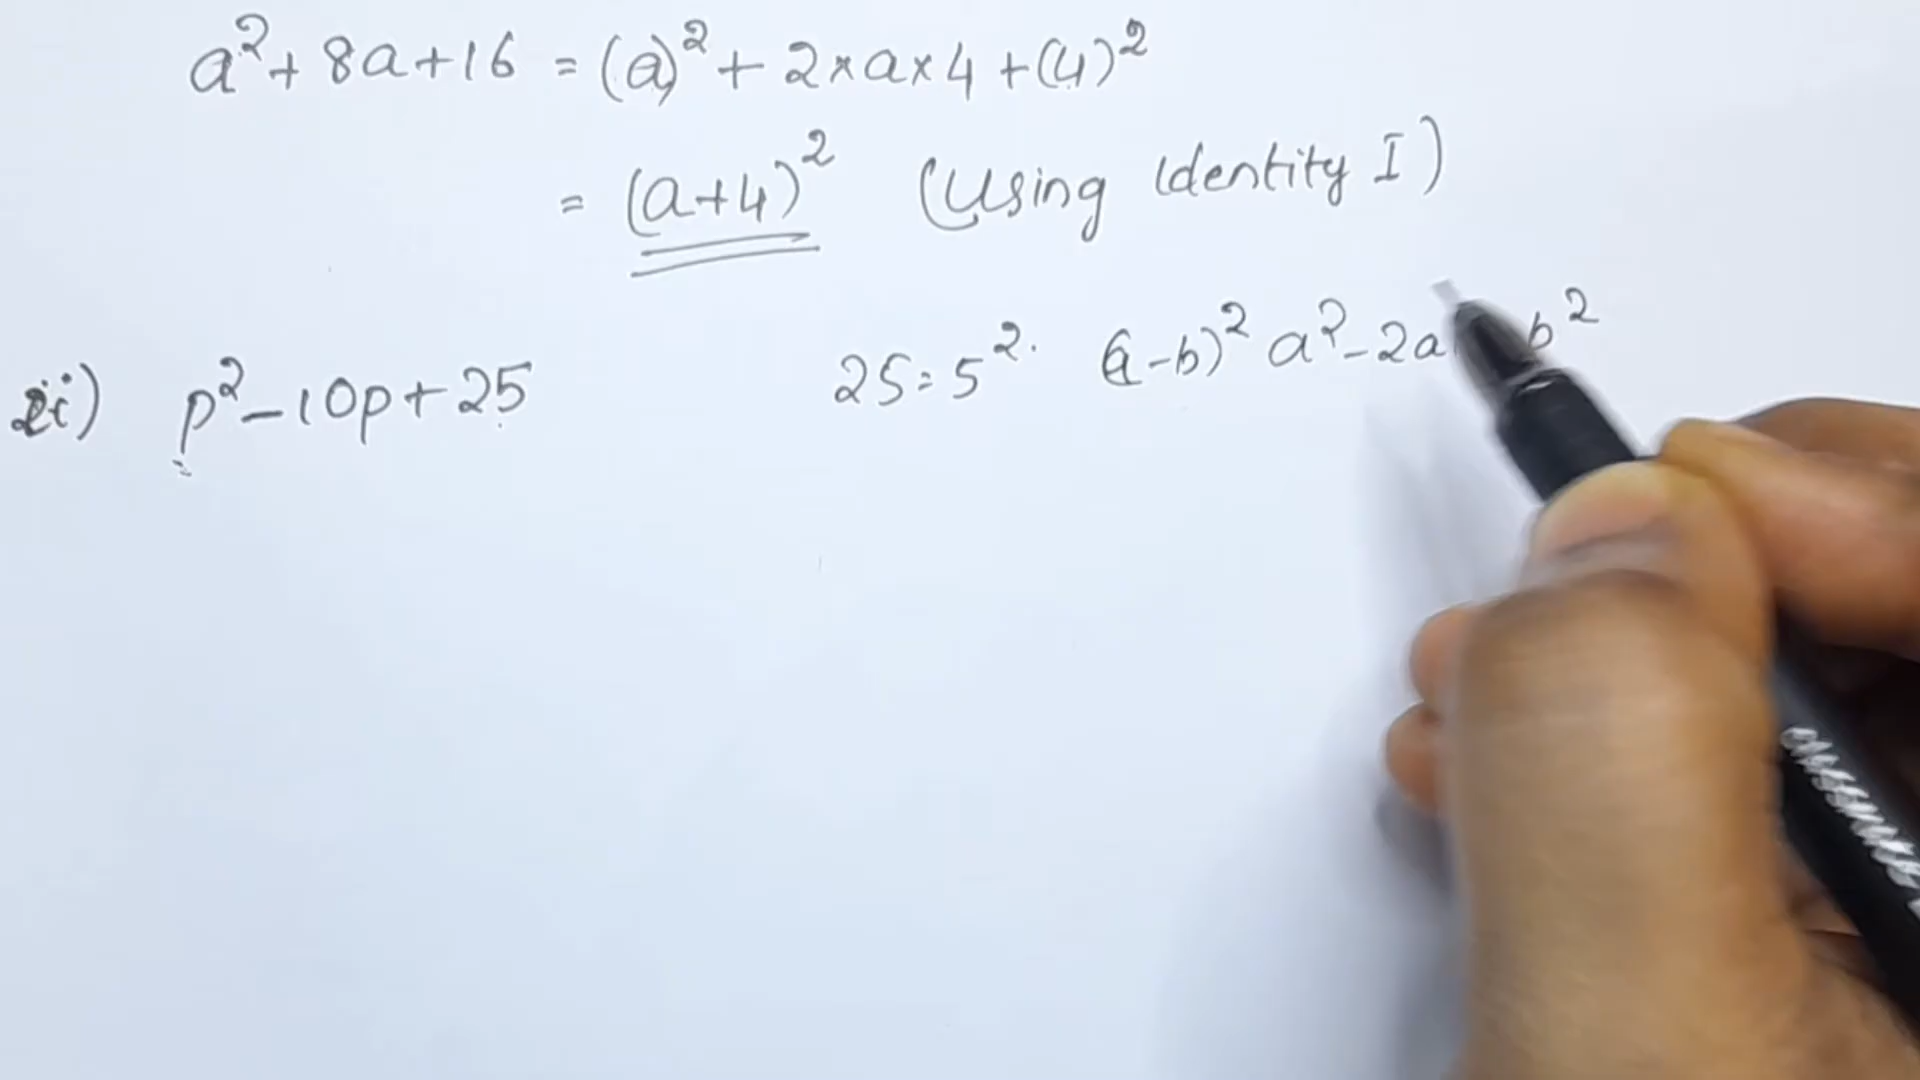 a² + 8a + 16 = (a)² + 2 × a × 4 + (4)²
= (a+4)² (Using Identity I)
ii) p² - 10p + 25 25 = 5². (a-b)² a² - 2a b²